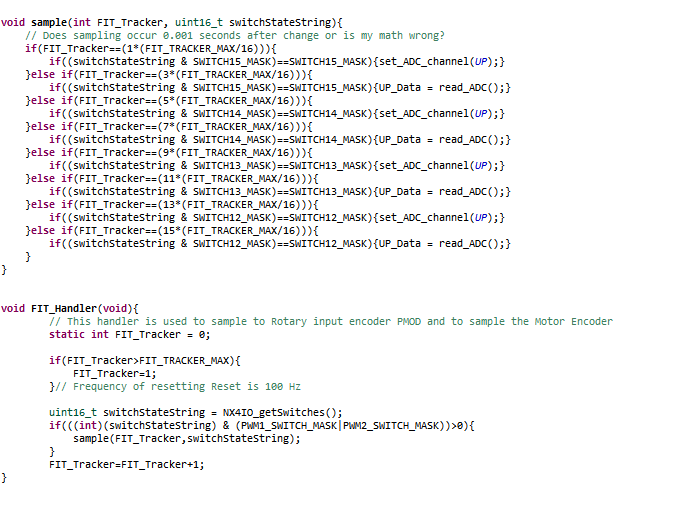 void sample(int FIT_Tracker, uint16_t switchStateString){
// Does sampling occur 0.001 seconds after change or is my math wrong?
if(FIT_Tracker==(1*(FIT_TRACKER_MAX/16))){
if((switchStateString & SWITCH15_MASK)==SWITCH15_MASK){set_ADC_channel(UP);}
}else if(FIT_Tracker==(3*(FIT_TRACKER_MAX/16))){
if((switchStateString & SWITCH15_MASK)==SWITCH15_MASK){UP_Data = read_ADC();}
}else if(FIT_Tracker==(5*(FIT_TRACKER_MAX/16))){
if((switchStateString & SWITCH14_MASK)==SWITCH14_MASK){set_ADC_channel(UP);}
}else if(FIT_Tracker==(7*(FIT_TRACKER_MAX/16))){
if((switchStateString & SWITCH14_MASK)==SWITCH14_MASK){UP_Data = read_ADC();}
}else if(FIT_Tracker==(9*(FIT_TRACKER_MAX/16))){
if((switchStateString & SWITCH13_MASK)==SWITCH13_MASK){set_ADC_channel(UP);}
}else if(FIT_Tracker==(11*(FIT_TRACKER_MAX/16))){
if((switchStateString & SWITCH13_MASK)==SWITCH13_MASK){UP_Data = read_ADC();}
}else if(FIT_Tracker==(13*(FIT_TRACKER_MAX/16))){
if((switchStateString & SWITCH12_MASK)==SWITCH12_MASK){set_ADC_channel(UP);}
}else if(FIT_Tracker==(15*(FIT_TRACKER_MAX/16))){
if((switchStateString & SWITCH12_MASK)==SWITCH12_MASK){UP_Data = read_ADC();}
}
}
void FIT_Handler(void){
// This handler is used to sample to Rotary input encoder PMOD and to sample the Motor Encoder
static int FIT_Tracker = 0;
if(FIT_Tracker>FIT_TRACKER_MAX){
FIT_Tracker=1;
}// Frequency of resetting Reset is 100 Hz
uint16_t switchStateString = NX4IO_getSwitches();
if(((int)(switchStateString) & (PWM1_SWITCH_MASK|PWM2_SWITCH_MASK))>0){
sample(FIT_Tracker,switchStateString);
}
FIT_Tracker=FIT_Tracker+1;
}